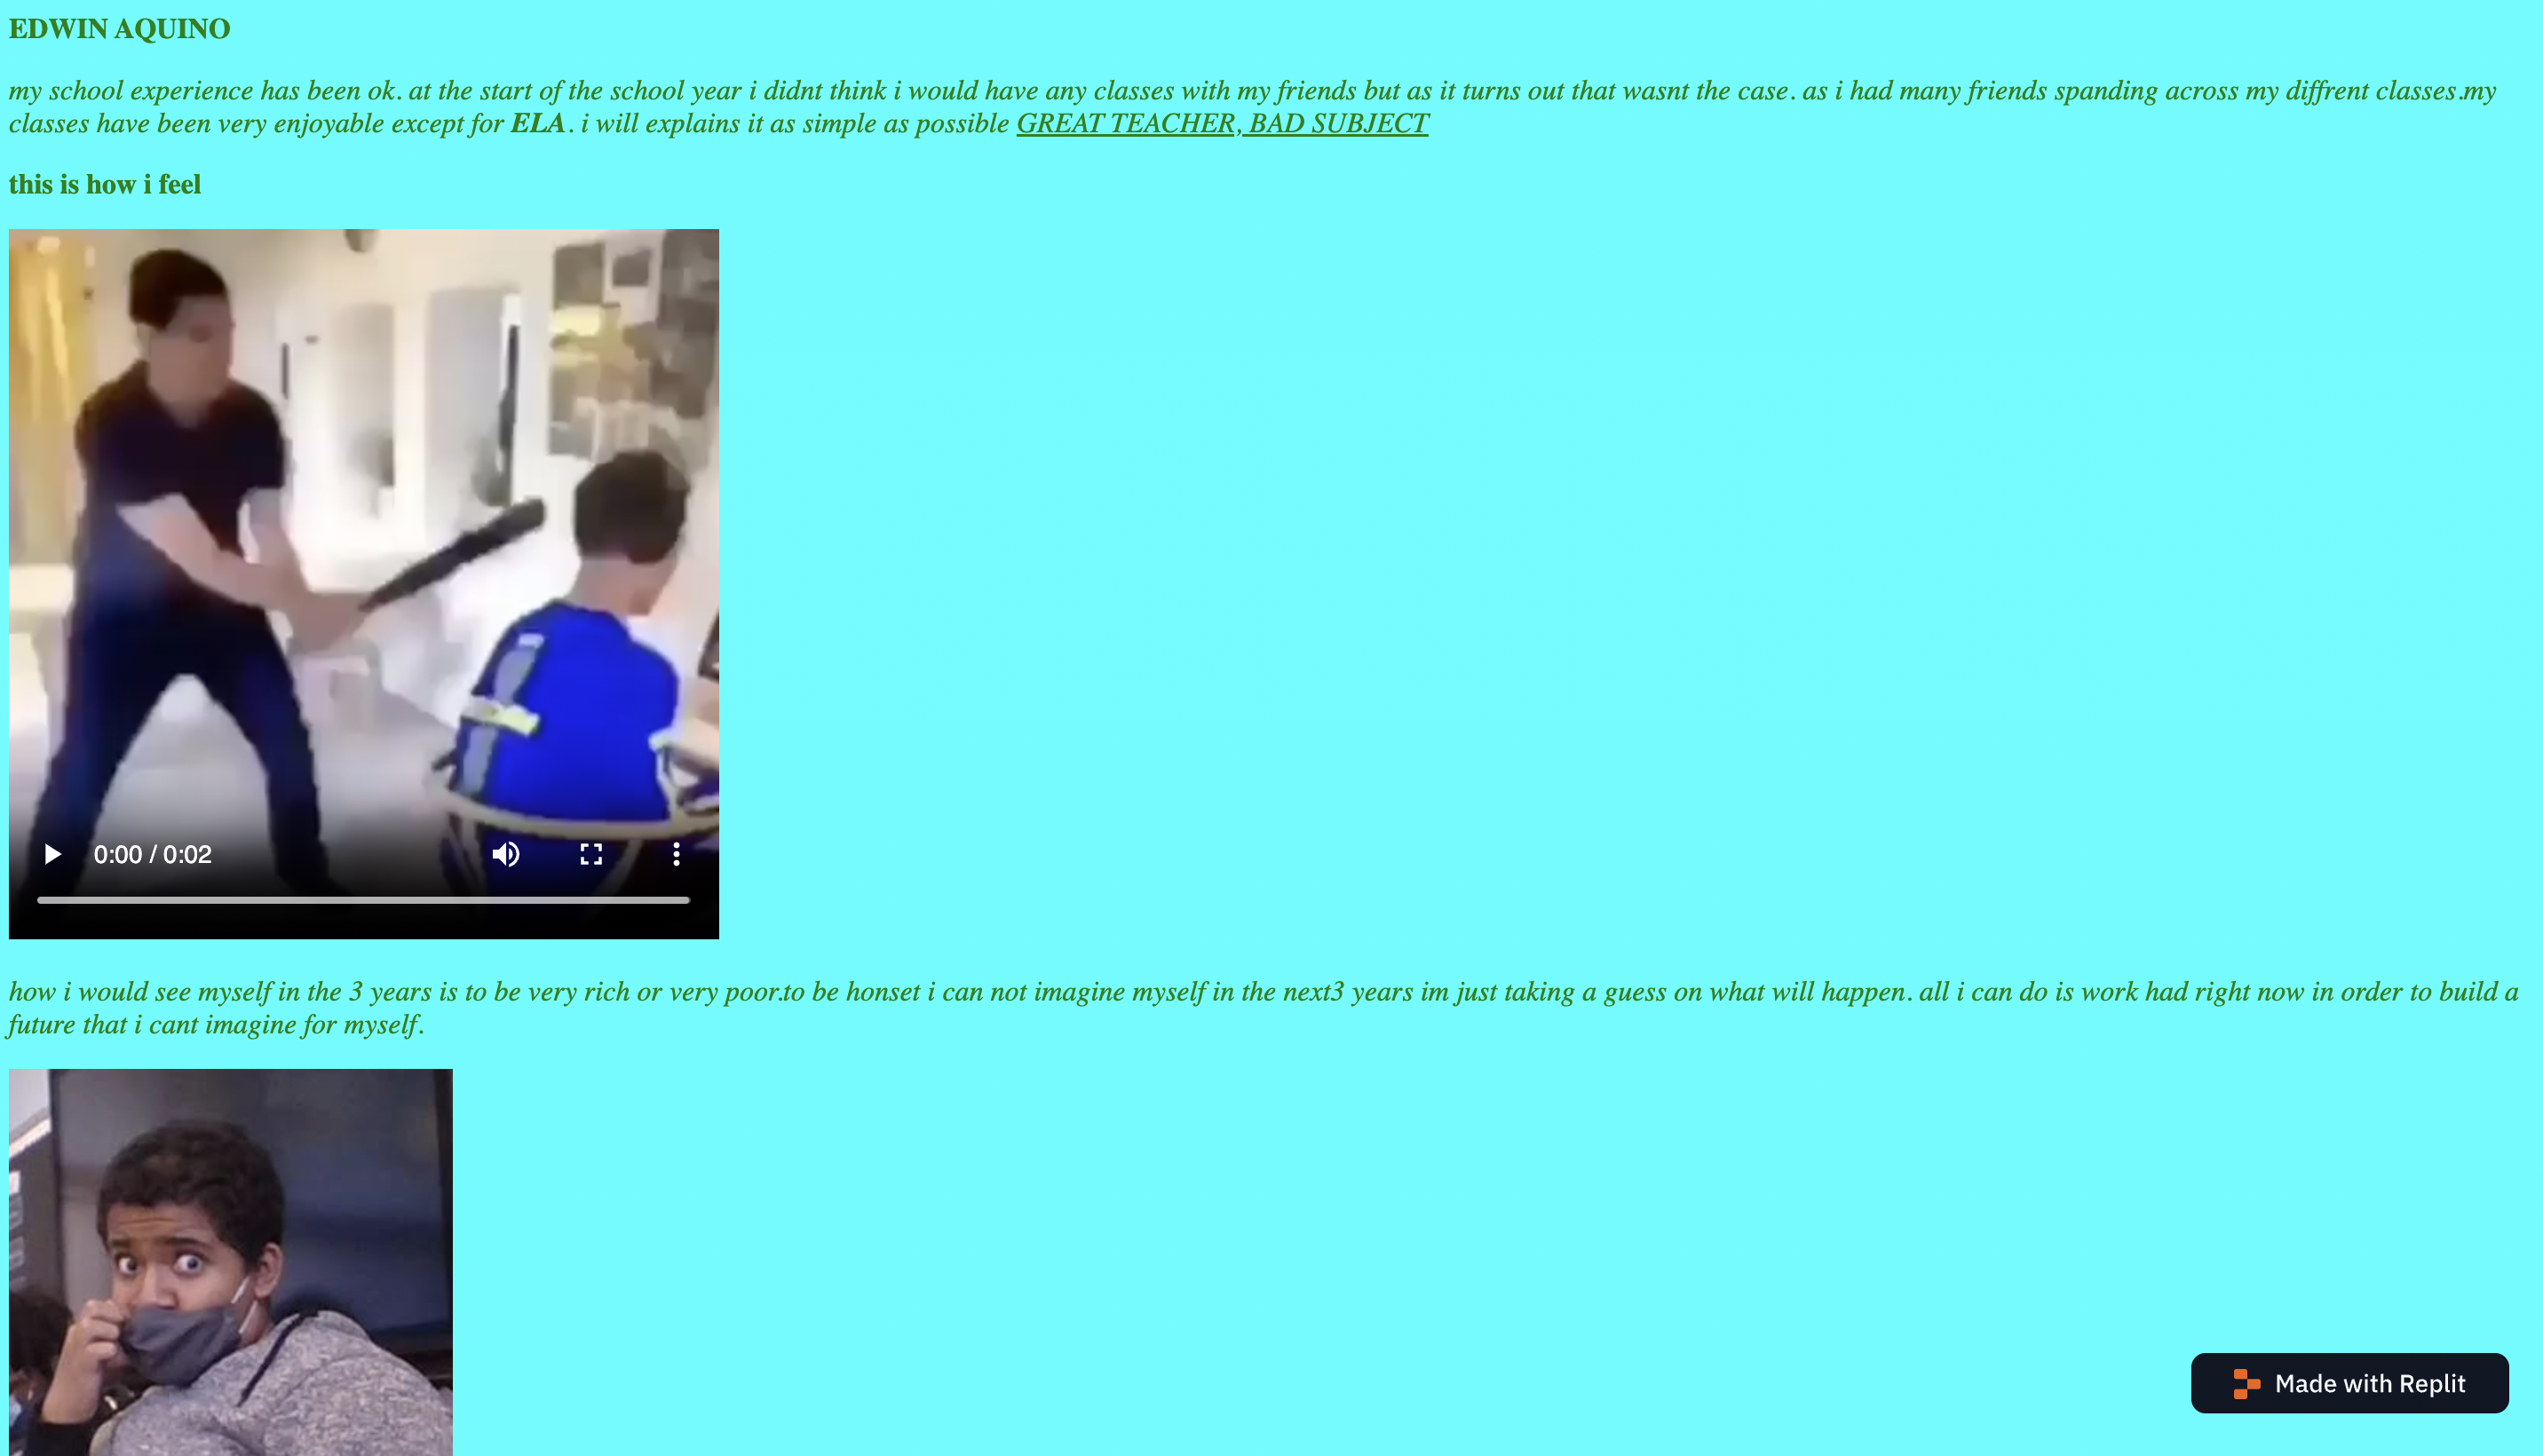 EDWIN AQUINO
my school experience has been ok. at the start of the school year i didnt think i would have any classes with my friends but as it turns out that wasnt the case. as i had many friends spanding across my diffrent classes.my
classes have been very enjoyable except for ELA. i will explains it as simple as possible GREAT TEACHER, BAD SUBJECT
this is how i feel
0:00 / 0:02
how i would see myself in the 3 years is to be very rich or very poor.to be honset i can not imagine myself in the next3 years im just taking a guess on what will happen. all i can do is work had right now in order to build a
future that i cant imagine for myself.
Made with Replit